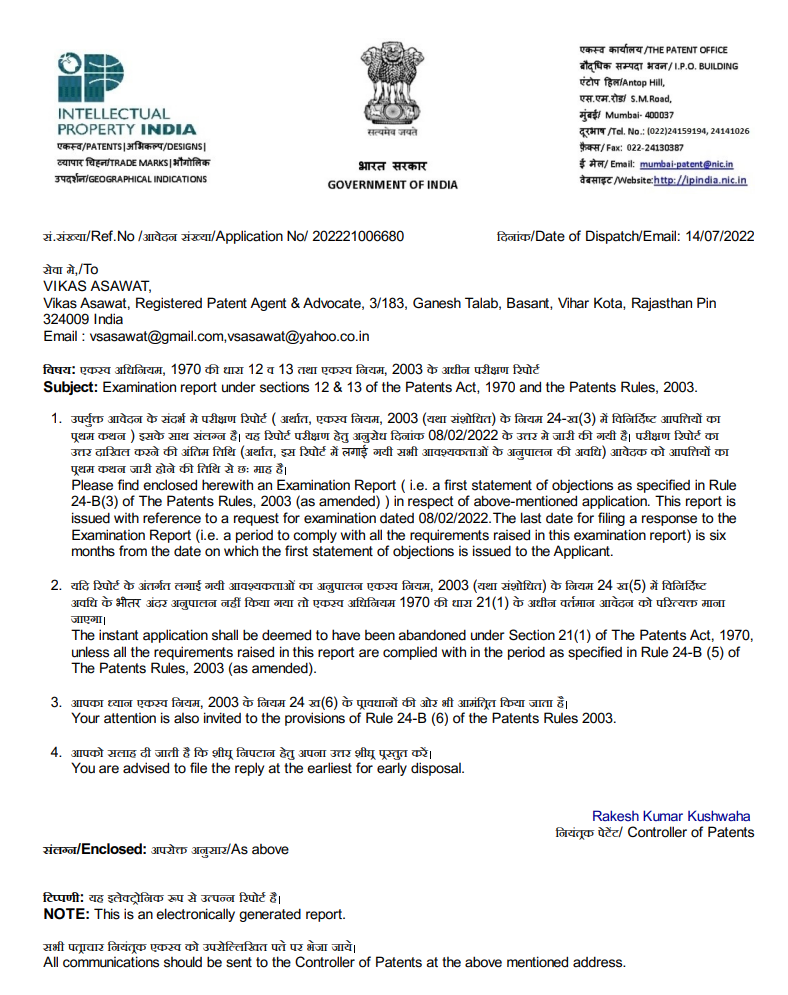 INTELLECTUAL
PROPERTY INDIA
एकस्व/PATENTS|अभिकल्प/DESIGNS|
व्यापार चिह्न/TRADE MARKS|भौगोलिक
उपदर्शन/GEOGRAPHICAL INDICATIONS
सत्यमेव जयते
भारत सरकार
GOVERNMENT OF INDIA
एकस्व कार्यालय /THE PATENT OFFICE
बौद्धिक सम्पदा भवन/ I.P.O. BUILDING
एंटोप हिल/Antop Hill,
एस.एम.रोड/ S.M.Road,
मुंबई/ Mumbai- 400037
दूरभाष /Tel. No.: (022)24159194, 24141026
फ़ैक्स/ Fax: 022-24130387
ई मेल/ Email: mumbai-patent@nic.in
वेबसाइट /Website:http://ipindia.nic.in
सं.संख्या/Ref.No /आवेदन संख्या/Application No/ 202221006680
दिनांक/Date of Dispatch/Email: 14/07/2022
सेवा मे,/To
VIKAS ASAWAT,
Vikas Asawat, Registered Patent Agent & Advocate, 3/183, Ganesh Talab, Basant, Vihar Kota, Rajasthan Pin
324009 India
Email : vsasawat@gmail.com,vsasawat@yahoo.co.in
विषय: एकस्व अधिनियम, 1970 की धारा 12 व 13 तथा एकस्व नियम, 2003 के अधीन परीक्षण रिपोर्ट
Subject: Examination report under sections 12 & 13 of the Patents Act, 1970 and the Patents Rules, 2003.
1. उपर्युक्त आवेदन के संदर्भ मे परीक्षण रिपोर्ट ( अर्थात, एकस्व नियम, 2003 (यथा संशोधित) के नियम 24-ख(3) में विनिर्दिष्ट आपत्तियों का
प्रथम कथन ) इसके साथ संलग्न है। यह रिपोर्ट परीक्षण हेतु अनुरोध दिनांक 08/02/2022 के उत्तर मे जारी की गयी है। परीक्षण रिपोर्ट का
उत्तर दाखिल करने की अंतिम तिथि (अर्थात, इस रिपोर्ट में लगाई गयी सभी आवश्यकताओं के अनुपालन की अवधि) आवेदक को आपत्तियों का
प्रथम कथन जारी होने की तिथि से छः माह है।
Please find enclosed herewith an Examination Report ( i.e. a first statement of objections as specified in Rule
24-B(3) of The Patents Rules, 2003 (as amended) ) in respect of above-mentioned application. This report is
issued with reference to a request for examination dated 08/02/2022.The last date for filing a response to the
Examination Report (i.e. a period to comply with all the requirements raised in this examination report) is six
months from the date on which the first statement of objections is issued to the Applicant.
2. यदि रिपोर्ट के अंतर्गत लगाई गयी आवश्यकताओं का अनुपालन एकस्व नियम, 2003 (यथा संशोधित) के नियम 24 ख(5) में विनिर्दिष्ट
अवधि के भीतर अंदर अनुपालन नहीं किया गया तो एकस्व अधिनियम 1970 की धारा 21(1) के अधीन वर्तमान आवेदन को परित्यक्त माना
जाएगा।
The instant application shall be deemed to have been abandoned under Section 21(1) of The Patents Act, 1970,
unless all the requirements raised in this report are complied with in the period as specified in Rule 24-B (5) of
The Patents Rules, 2003 (as amended).
3. आपका ध्यान एकस्व नियम, 2003 के नियम 24 ख(6) के प्रावधानों की ओर भी आमंत्रित किया जाता है।
Your attention is also invited to the provisions of Rule 24-B (6) of the Patents Rules 2003.
4. आपको सलाह दी जाती है कि शीघ्र निपटान हेतु अपना उत्तर शीघ्र प्रस्तुत करें।
You are advised to file the reply at the earliest for early disposal.
Rakesh Kumar Kushwaha
नियंत्रक पेटेंट/ Controller of Patents
संलग्न/Enclosed: उपरोक्त अनुसार/As above
टिप्पणी: यह इलेक्ट्रोनिक रूप से उत्पन्न रिपोर्ट है।
NOTE: This is an electronically generated report.
सभी पत्राचार नियंत्रक एकस्व को उपरोल्लिखित पते पर भेजा जाये।
All communications should be sent to the Controller of Patents at the above mentioned address.